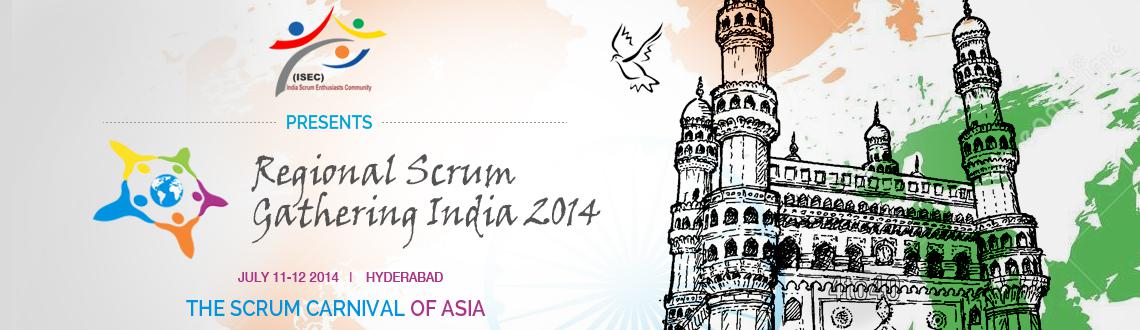 (ISEC)
India Scrum Enthusiasts Community
PRESENTS
Regional Scrum
Gathering India 2014
JULY 11-12 2014 | HYDERABAD
THE SCRUM CARNIVAL OF ASIA